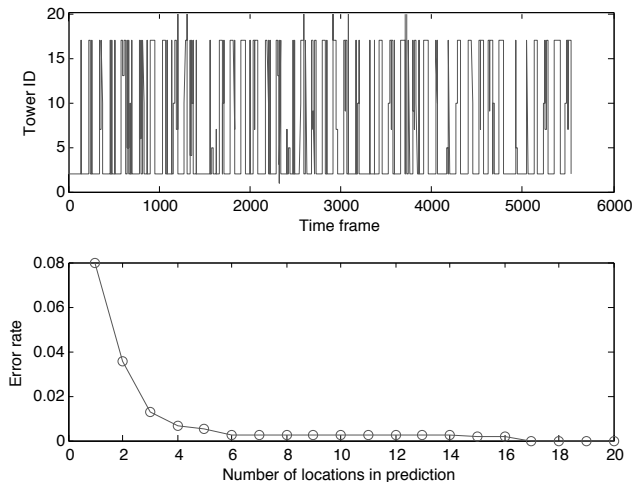 20
15
10
5
0
Tower ID
0 1000 2000 3000 4000 5000 6000
Time frame
0.08
0.06
0.04
0.02
0
Error rate
0 2 4 6 8 10 12 14 16 18 20
Number of locations in prediction